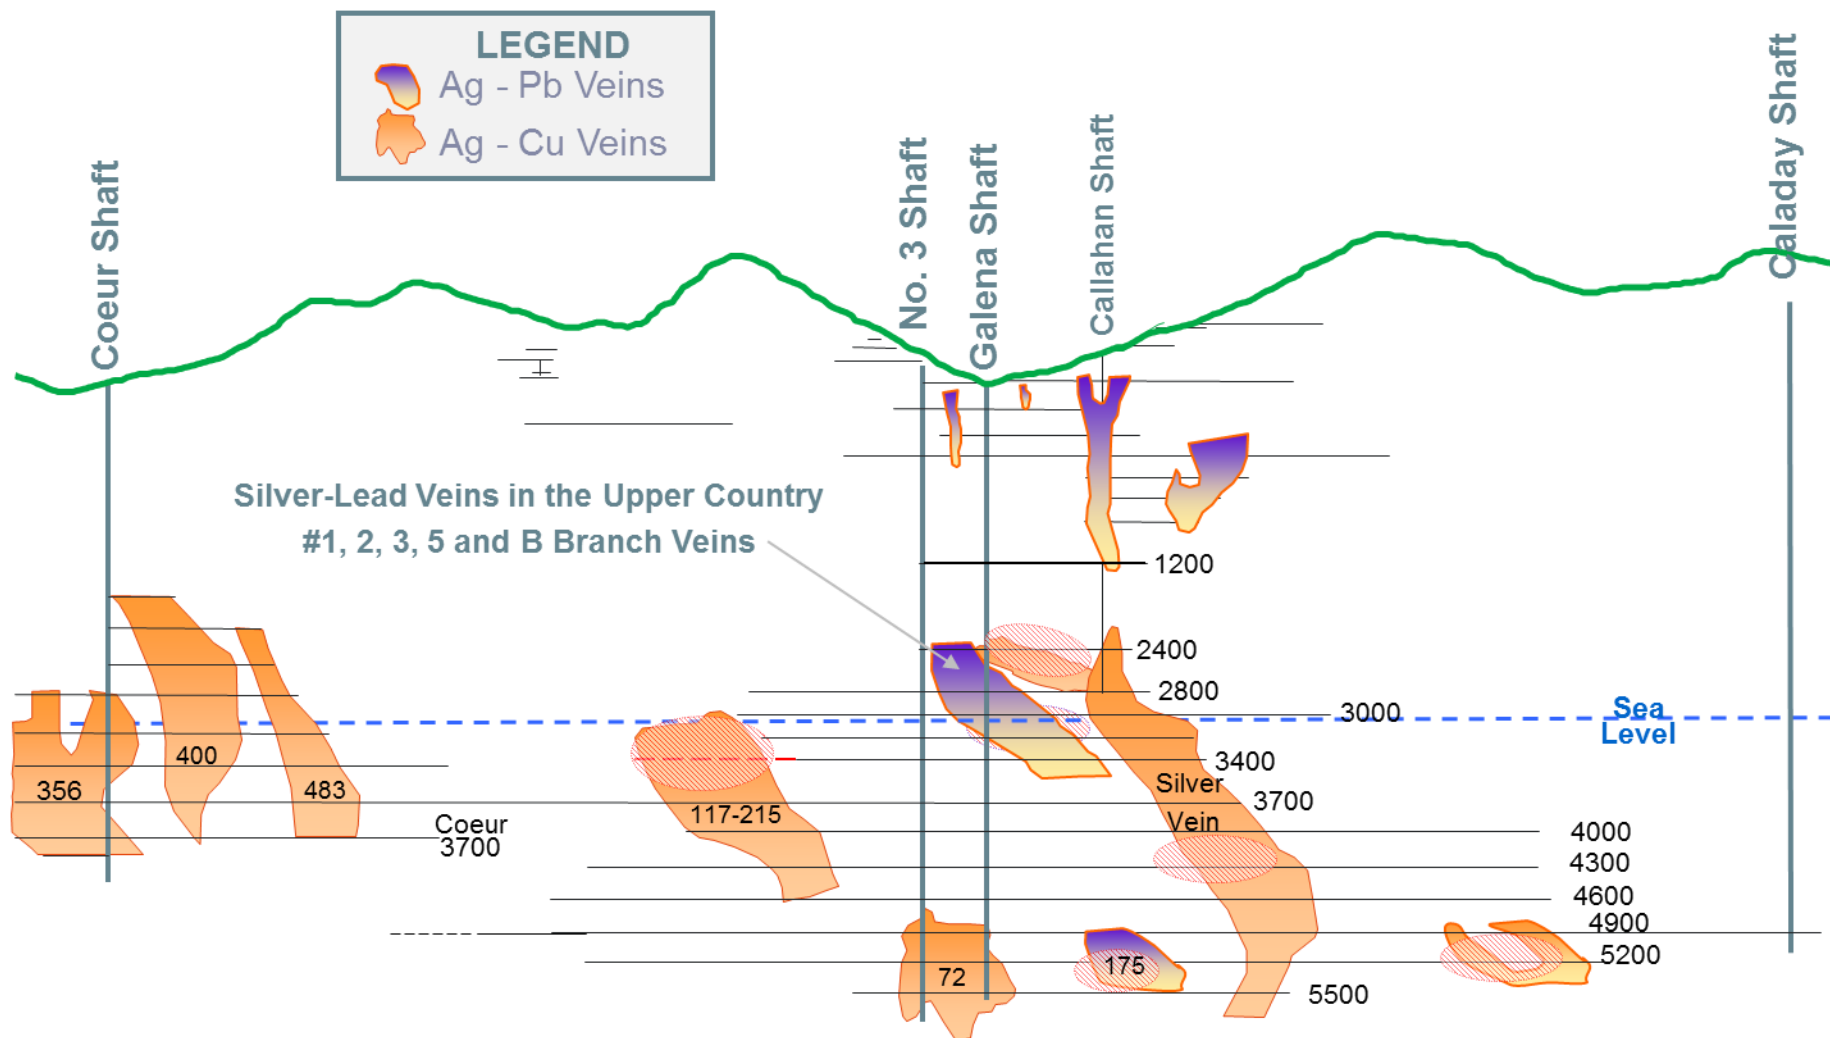 LEGEND
Ag - Pb Veins
Ag - Cu Veins
Coeur Shaft
No. 3 Shaft
Galena Shaft
Callahan Shaft
Caladay Shaft
Silver-Lead Veins in the Upper Country
#1, 2, 3, 5 and B Branch Veins
1200
2400
2800
3000
Sea
Level
3400
Silver
Vein
3700
4000
4300
4600
4900
5200
5500
356
400
483
Coeur
3700
117-215
72
175